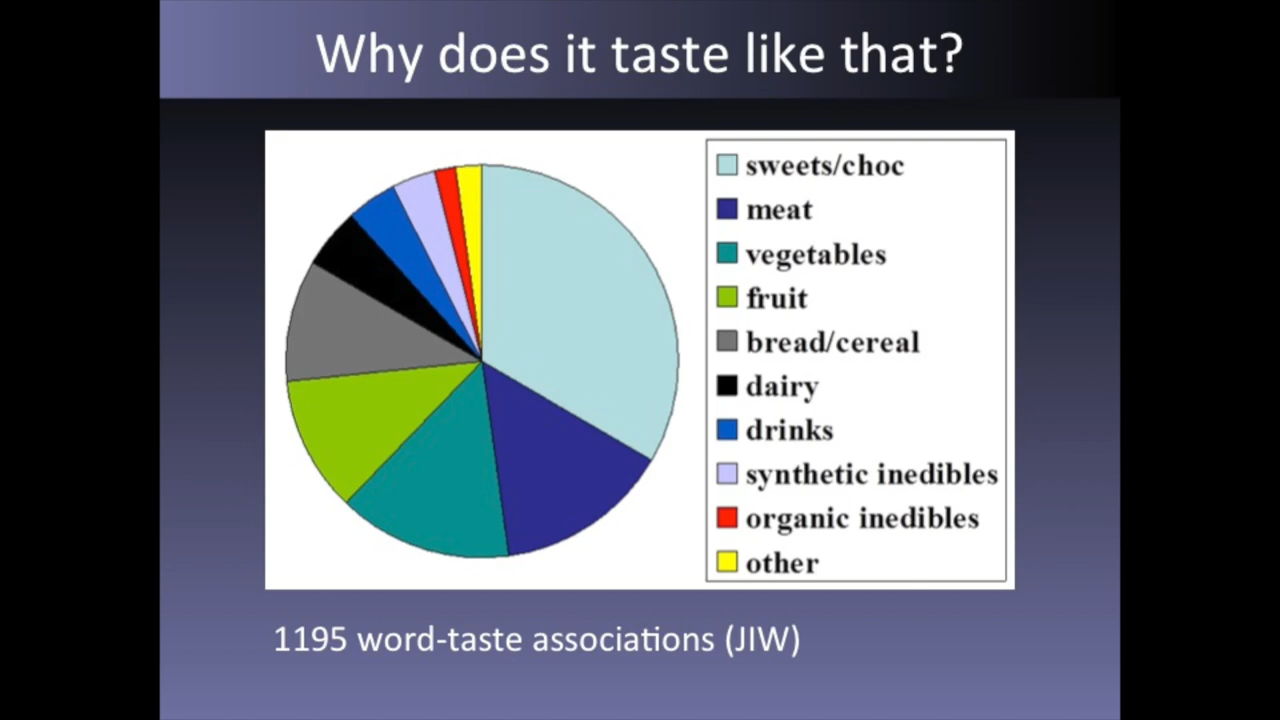 Why does it taste like that?
sweets/choc
meat
vegetables
fruit
bread/cereal
dairy
drinks
synthetic inedibles
organic inedibles
other
1195 word-taste associations (JIW)